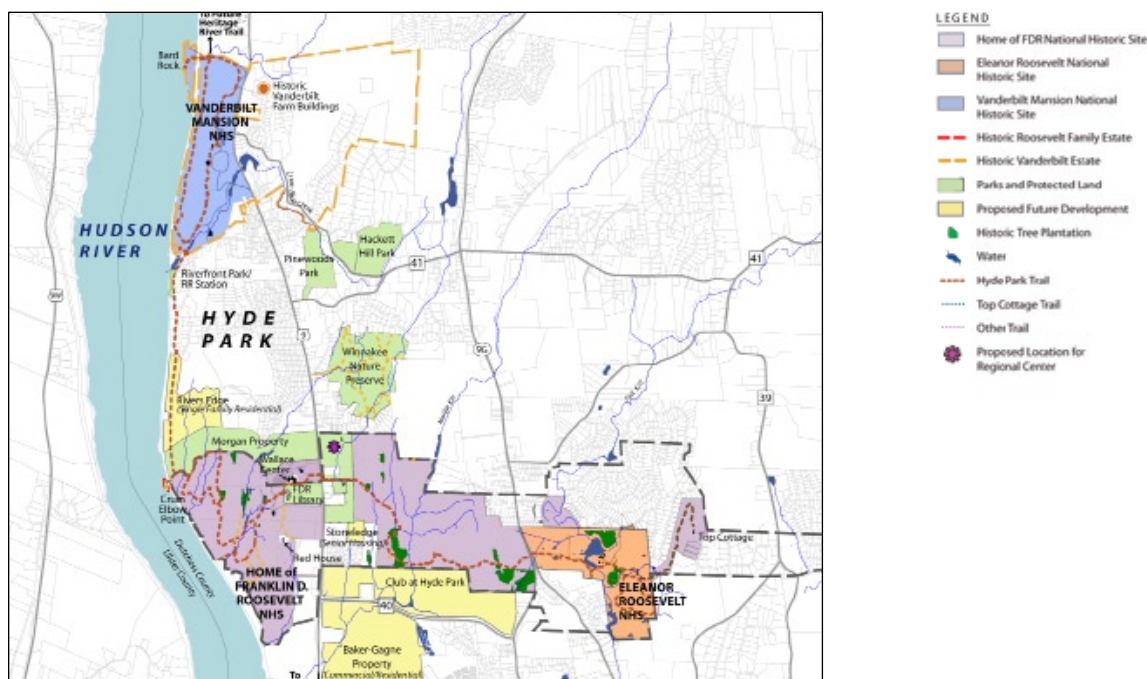 To Future
Heritage
River Trail
Bard
Rock
Historic
Vanderbilt
Farm Buildings
VANDERBILT
MANSION
NHS
HUDSON
RIVER
9W
Pinewoods
Park
Hackett
Hill Park
41
41
Riverfront Park/
RR Station
HYDE
PARK
9
9G
Winnakee
Nature
Preserve
39
Rivers Edge
(Single Family Residential)
Morgan Property
Wallace
Center
FDR
Library
Crum
Elbow
Point
Stoneledge
(Senior Housing)
Red House
Top Cottage
Dutchess County
Ulster County
HOME of
FRANKLIN D.
ROOSEVELT
NHS
Club at Hyde Park
40
ELEANOR
ROOSEVELT
NHS
Baker-Gagne
Property
(Commercial/Residential)
To
LEGEND
Home of FDR National Historic Site
Eleanor Roosevelt National
Historic Site
Vanderbilt Mansion National
Historic Site
Historic Roosevelt Family Estate
Historic Vanderbilt Estate
Parks and Protected Land
Proposed Future Development
Historic Tree Plantation
Water
Hyde Park Trail
Top Cottage Trail
Other Trail
Proposed Location for
Regional Center